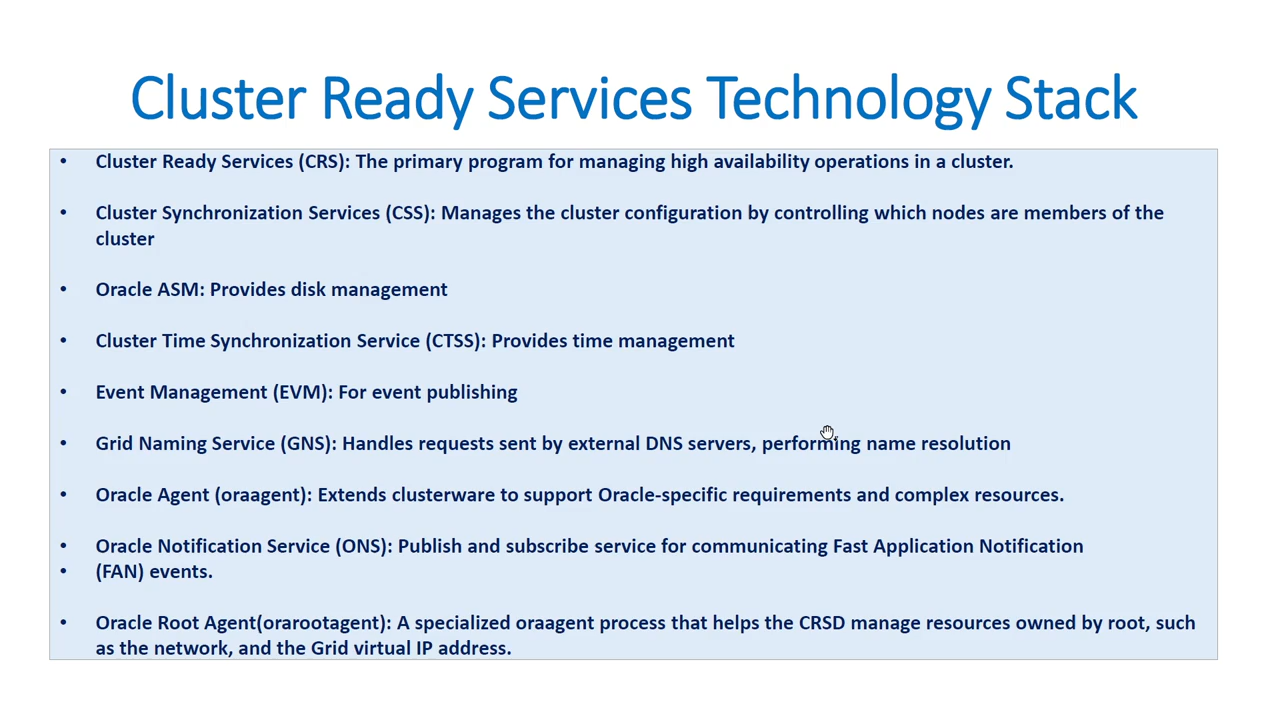 Cluster Ready Services Technology Stack
• Cluster Ready Services (CRS): The primary program for managing high availability operations in a cluster.
• Cluster Synchronization Services (CSS): Manages the cluster configuration by controlling which nodes are members of the
cluster
• Oracle ASM: Provides disk management
• Cluster Time Synchronization Service (CTSS): Provides time management
• Event Management (EVM): For event publishing
• Grid Naming Service (GNS): Handles requests sent by external DNS servers, performing name resolution
• Oracle Agent (oraagent): Extends clusterware to support Oracle-specific requirements and complex resources.
• Oracle Notification Service (ONS): Publish and subscribe service for communicating Fast Application Notification
• (FAN) events.
• Oracle Root Agent(orarootagent): A specialized oraagent process that helps the CRSD manage resources owned by root, such
as the network, and the Grid virtual IP address.